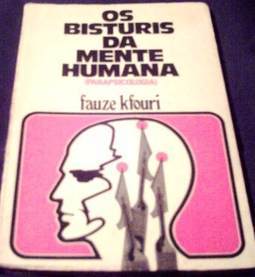 OS
BISTURIS
DA
MENTE
HUMANA
(PARAPSICOLOGIA)
fauze kfouri